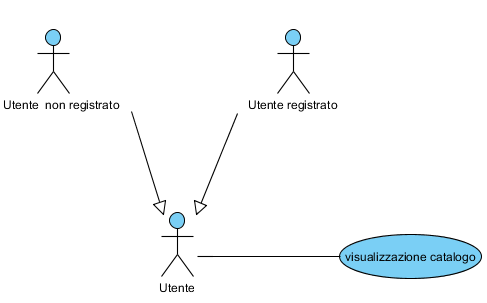 Utente non registrato
Utente registrato
visualizzazione catalogo
Utente